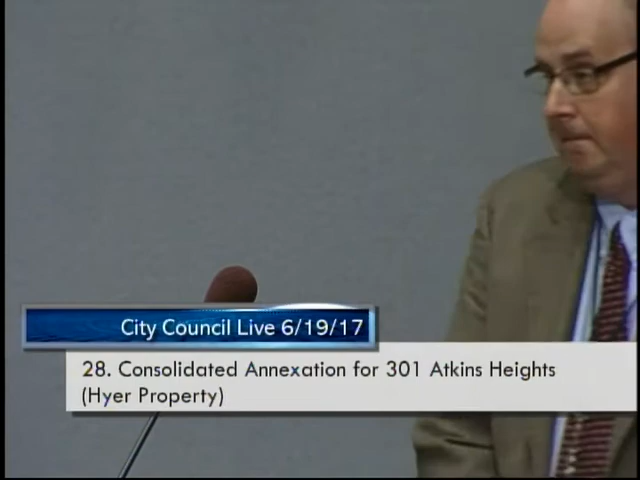 City Council Live 6/19/17
28. Consolidated Annexation for 301 Atkins Heights
(Hyer Property)